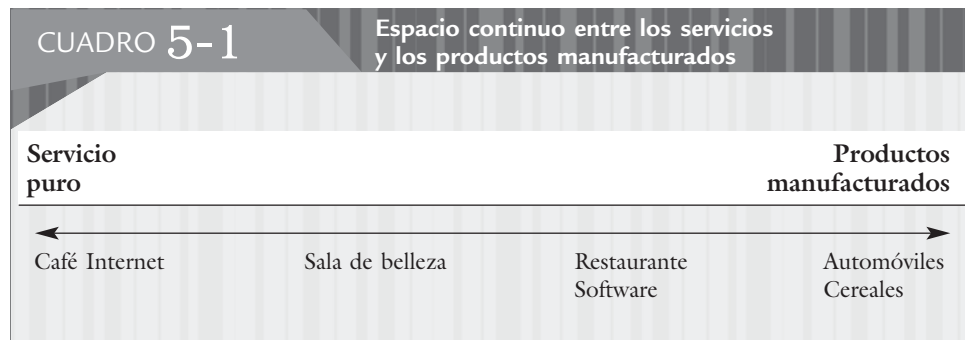 CUADRO 5-1
Espacio continuo entre los servicios
y los productos manufacturados
Servicio
puro
Productos
manufacturados
Café Internet
Sala de belleza
Restaurante
Software
Automóviles
Cereales